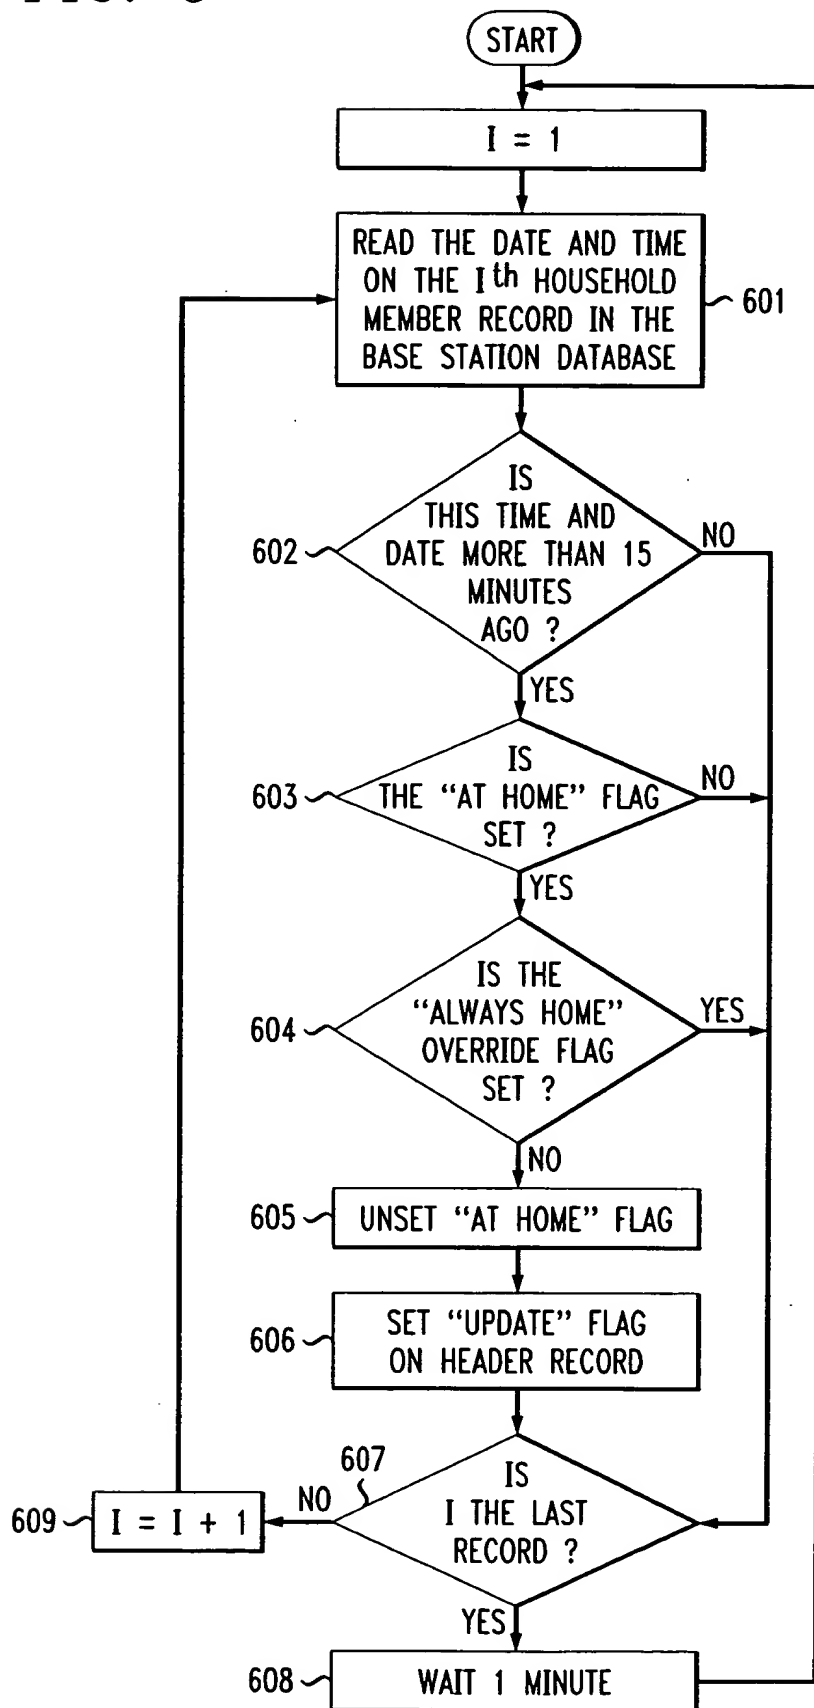 START
I = 1
READ THE DATE AND TIME
ON THE Ith HOUSEHOLD
MEMBER RECORD IN THE
BASE STATION DATABASE
601
IS
THIS TIME AND
DATE MORE THAN 15
MINUTES
AGO ?
602
NO
YES
IS
THE “AT HOME” FLAG
SET ?
603
NO
YES
IS THE
“ALWAYS HOME”
OVERRIDE FLAG
SET ?
604
YES
NO
605
UNSET “AT HOME” FLAG
606
SET “UPDATE” FLAG
ON HEADER RECORD
607
IS
I THE LAST
RECORD ?
NO
609
I = I + 1
YES
608
WAIT 1 MINUTE